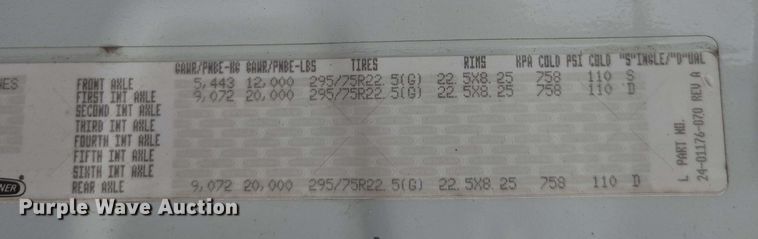 GAWR/PNBE-KG GAWR/PNBE-LBS TIRES RIMS KPA COLD PSI COLD "S"INGLE/"D"UAL
FRONT AXLE 5,443 12,000 295/75R22.5(G) 22.5X8.25 758 110 S
FIRST INT AXLE 9,072 20,000 295/75R22.5(G) 22.5X8.25 758 110 D
SECOND INT AXLE
THIRD INT AXLE
FOURTH INT AXLE
FIFTH INT AXLE
SIXTH INT AXLE
REAR AXLE 9,072 20,000 295/75R22.5(G) 22.5X8.25 758 110 D
L PART NO.
24-01176-070 REV A
Purple Wave Auction